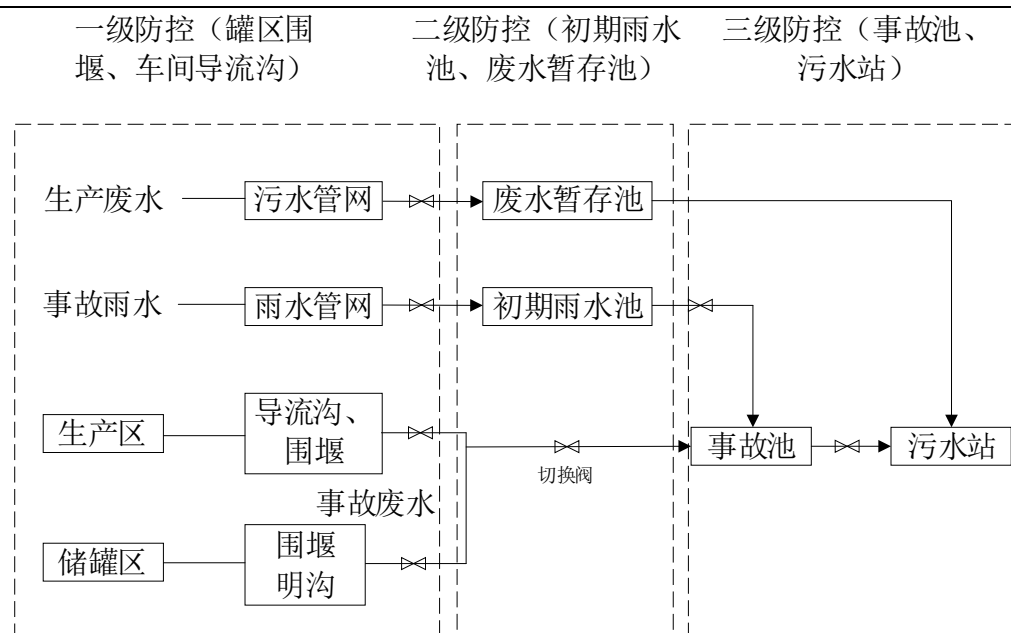 一级防控（罐区围
堰、车间导流沟）
二级防控（初期雨水
池、废水暂存池）
三级防控（事故池、
污水站）
生产废水
污水管网
废水暂存池
事故雨水
雨水管网
初期雨水池
生产区
导流沟、
围堰
切换阀
事故池
污水站
事故废水
储罐区
围堰
明沟